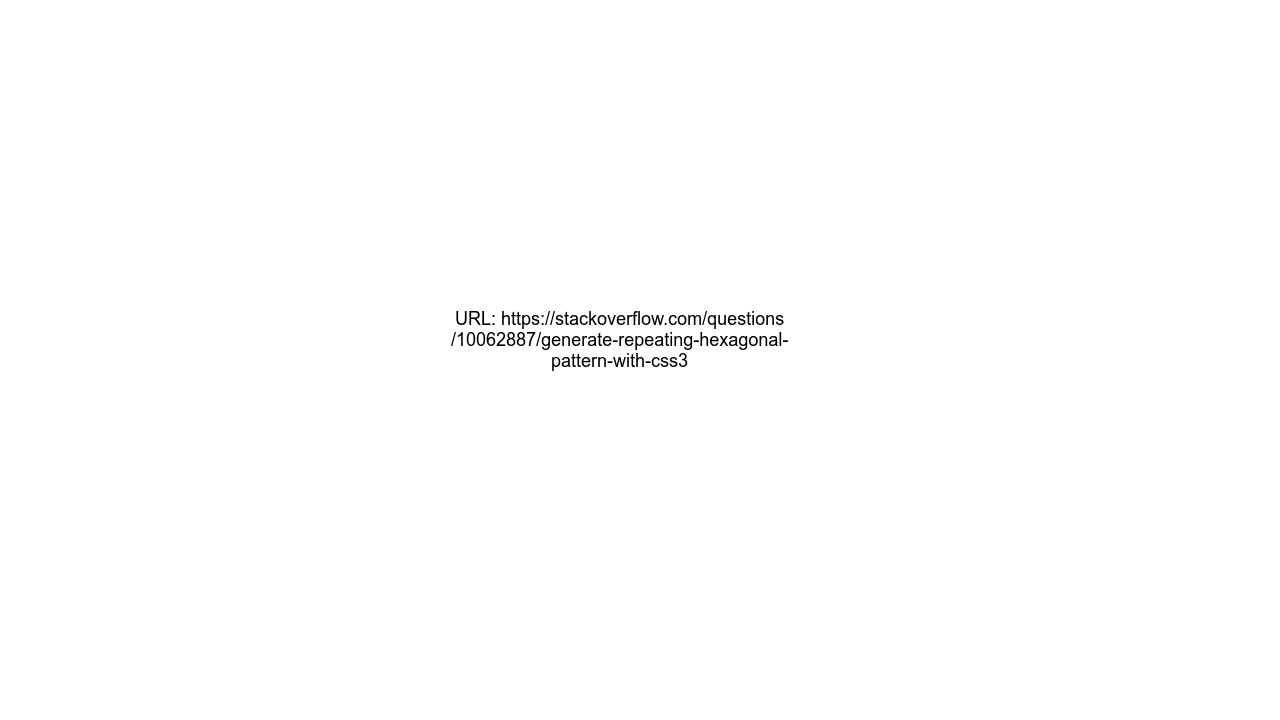 URL: https://stackoverflow.com/questions
/10062887/generate-repeating-hexagonal-
pattern-with-css3